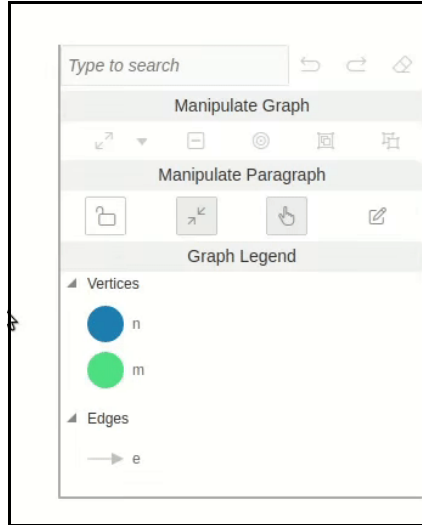 Type to search
Manipulate Graph
Manipulate Paragraph
Graph Legend
Vertices
n
m
Edges
e